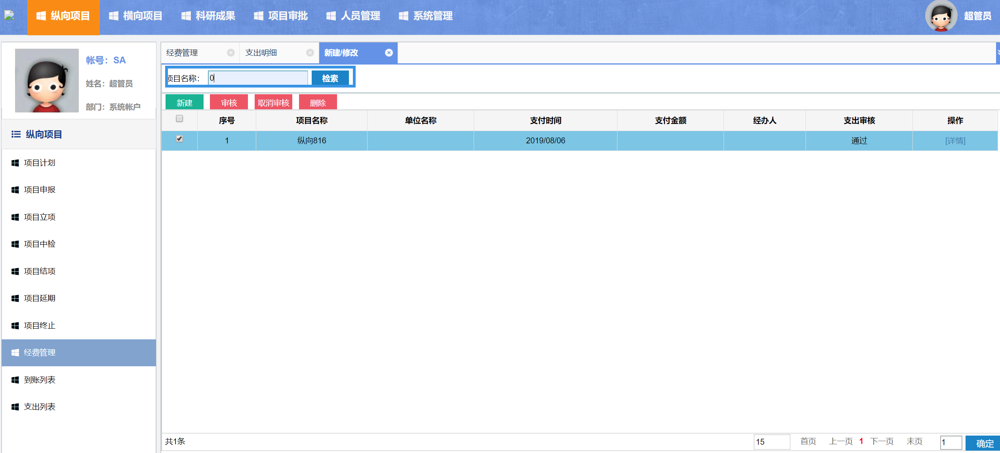 纵向项目 横向项目 科研成果 项目审批 人员管理 系统管理 超管员
帐号：SA
姓名：超管员
部门：系统帐户
纵向项目
项目计划
项目申报
项目立项
项目中检
项目结项
项目延期
项目终止
经费管理
到账列表
支出列表
经费管理 支出明细 新建/修改
项目名称： 0 检索
新建 审核 取消审核 删除
序号 项目名称 单位名称 支付时间 支付金额 经办人 支出审核 操作
1 纵向816 2019/08/06 通过 [详情]
共1条 15 首页 上一页 1 下一页 末页 1 确定